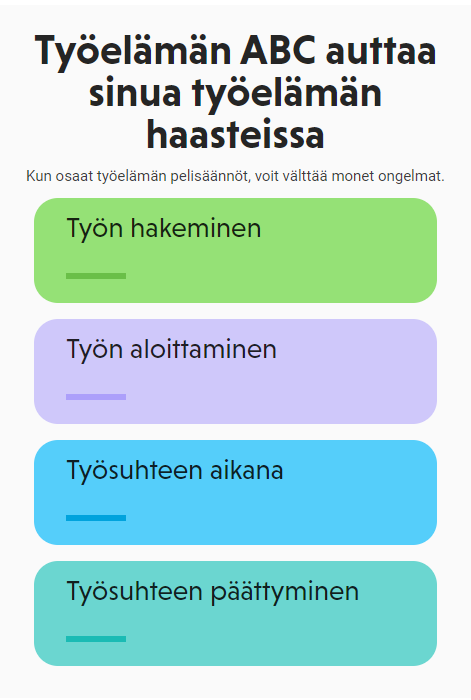 Työelämän ABC auttaa
sinua työelämän
haasteissa
Kun osaat työelämän pelisäännöt, voit välttää monet ongelmat.
Työn hakeminen
Työn aloittaminen
Työsuhteen aikana
Työsuhteen päättyminen